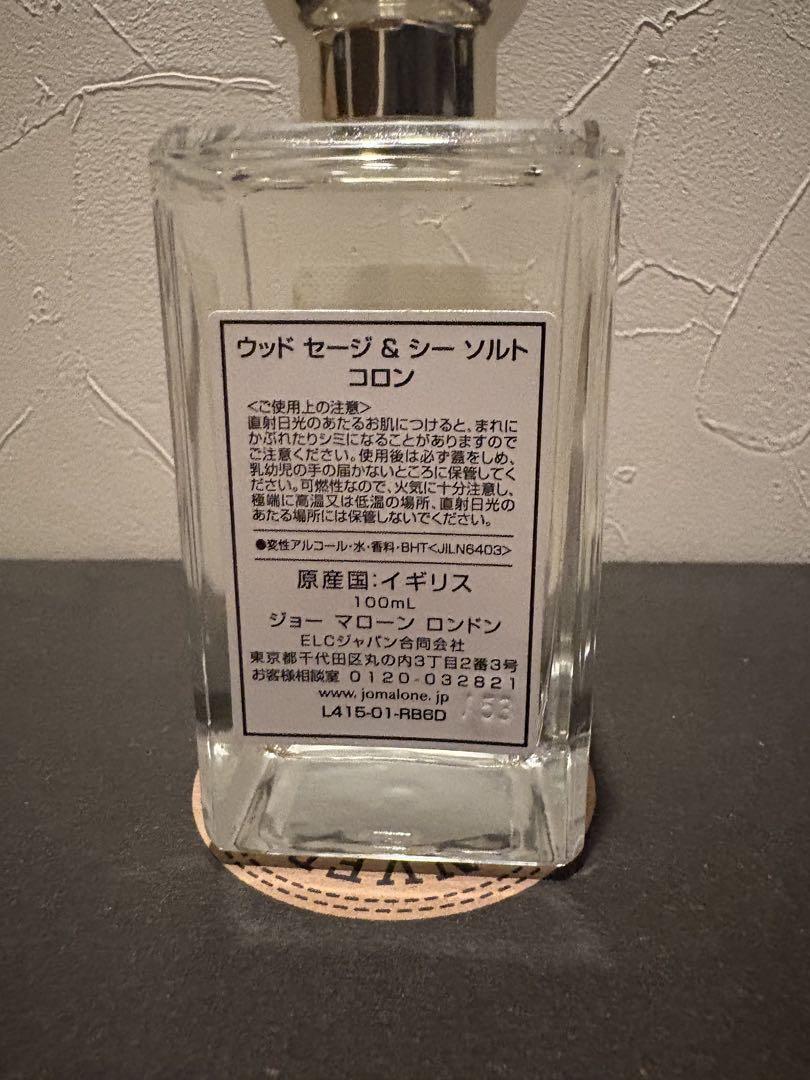 ウッド セージ & シー ソルト
コロン
<ご使用上の注意>
直射日光のあたるお肌につけると、まれに
かぶれたりシミになることがありますので
ご注意ください。使用後は必ず蓋をしめ、
乳幼児の手の届かないところに保管してく
ださい。可燃性なので、火気に十分注意し、
極端に高温又は低温の場所、直射日光の
あたる場所には保管しないでください。
●変性アルコール・水・香料・BHT<JILN6403>
原産国:イギリス
100mL
ジョー マローン ロンドン
ELCジャパン合同会社
東京都千代田区丸の内3丁目2番3号
お客様相談室 0120-032821
www.jomalone.jp
L415-01-RB6D